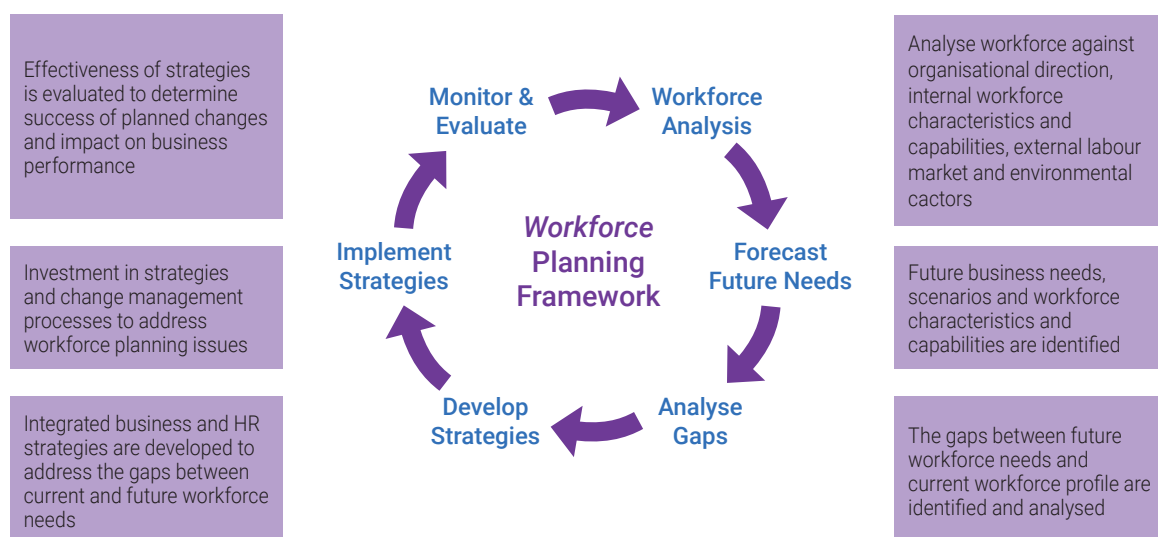 Effectiveness of strategies
is evaluated to determine
success of planned changes
and impact on business
performance
Investment in strategies
and change management
processes to address
workforce planning issues
Integrated business and HR
strategies are developed to
address the gaps between
current and future workforce
needs
Monitor &
Evaluate
Workforce
Analysis
Implement
Strategies
Workforce
Planning
Framework
Forecast
Future Needs
Develop
Strategies
Analyse
Gaps
Analyse workforce against
organisational direction,
internal workforce
characteristics and
capabilities, external labour
market and environmental
cactors
Future business needs,
scenarios and workforce
characteristics and
capabilities are identified
The gaps between future
workforce needs and
current workforce profile are
identified and analysed